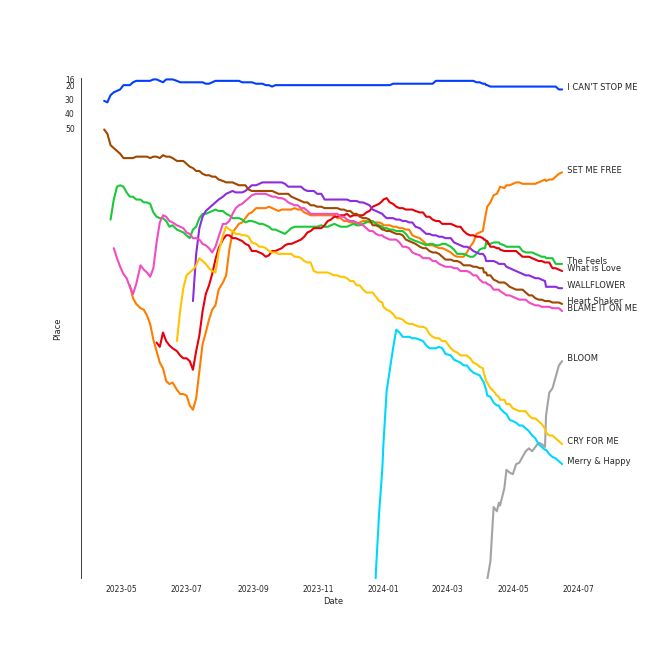 16
20
30
40
50
Place
I CAN'T STOP ME
SET ME FREE
The Feels
What is Love
WALLFLOWER
Heart Shaker
BLAME IT ON ME
BLOOM
CRY FOR ME
Merry & Happy
2023-05
2023-07
2023-09
2023-11
2024-01
2024-03
2024-05
2024-07
Date